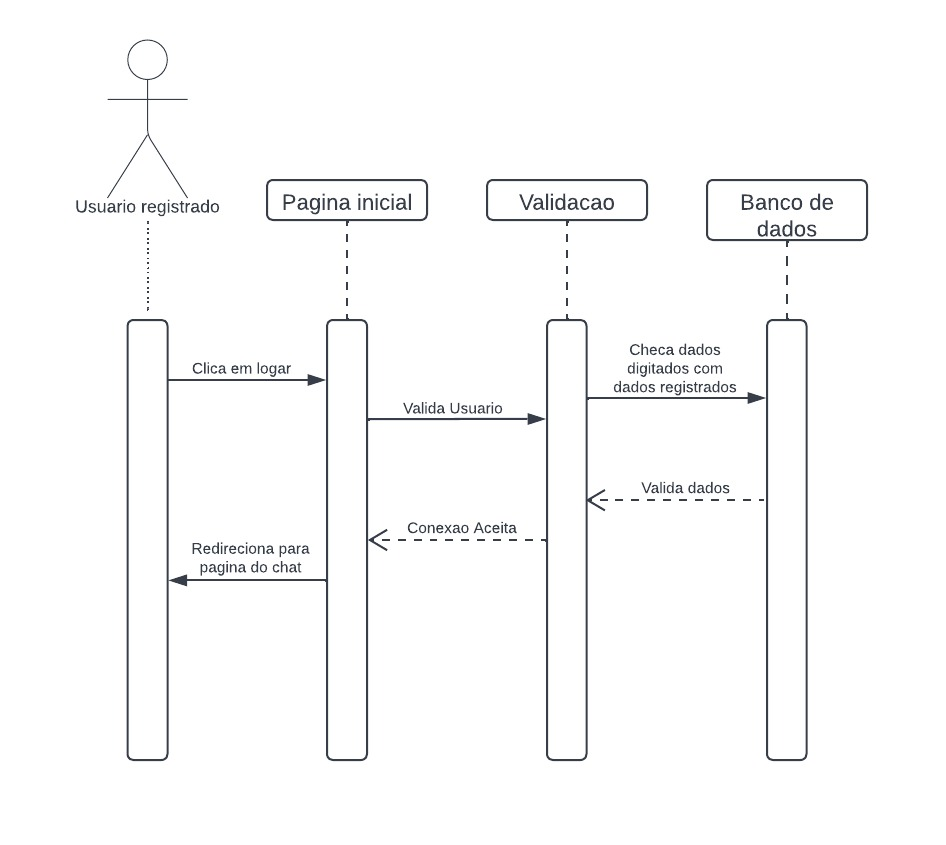 Usuario registrado
Pagina inicial
Validacao
Banco de
dados
Clica em logar
Valida Usuario
Checa dados
digitados com
dados registrados
Valida dados
Conexao Aceita
Redireciona para
pagina do chat